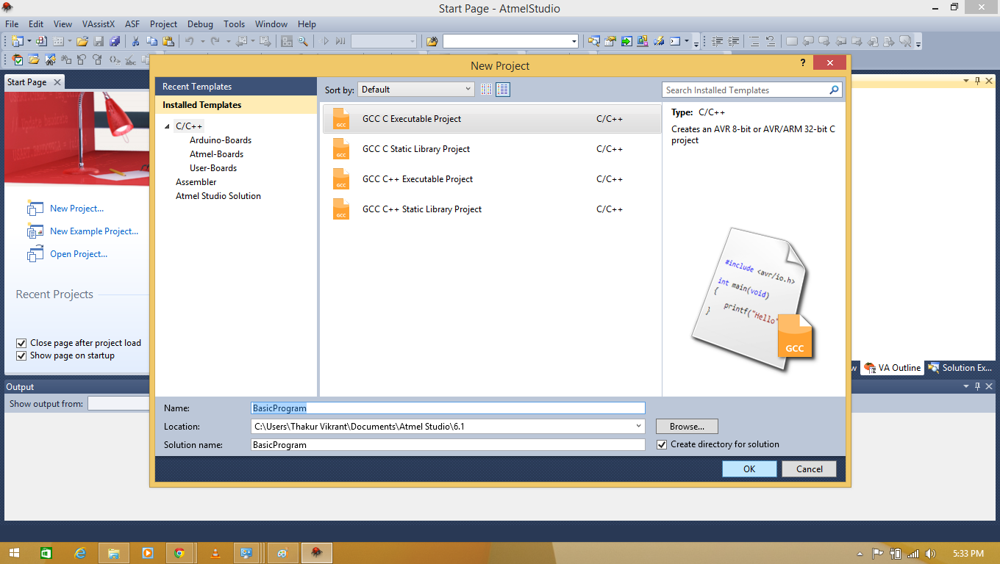 Start Page - AtmelStudio
File Edit View VAssistX ASF Project Debug Tools Window Help
New Project
?
Start Page
Recent Templates
Installed Templates
C/C++
Arduino-Boards
Atmel-Boards
User-Boards
Assembler
Atmel Studio Solution
Sort by: Default
Search Installed Templates
GCC C Executable Project C/C++
GCC C Static Library Project C/C++
GCC C++ Executable Project C/C++
GCC C++ Static Library Project C/C++
Type: C/C++
Creates an AVR 8-bit or AVR/ARM 32-bit C
project
#include <avr/io.h>
int main(void)
{
printf("Hello"
}
GCC
New Project...
New Example Project...
Open Project...
Recent Projects
Close page after project load
Show page on startup
VA Outline
Solution Ex...
Output
Show output from:
Name: BasicProgram
Location: C:\Users\Thakur Vikrant\Documents\Atmel Studio\6.1 Browse...
Solution name: BasicProgram Create directory for solution
OK Cancel
5:33 PM